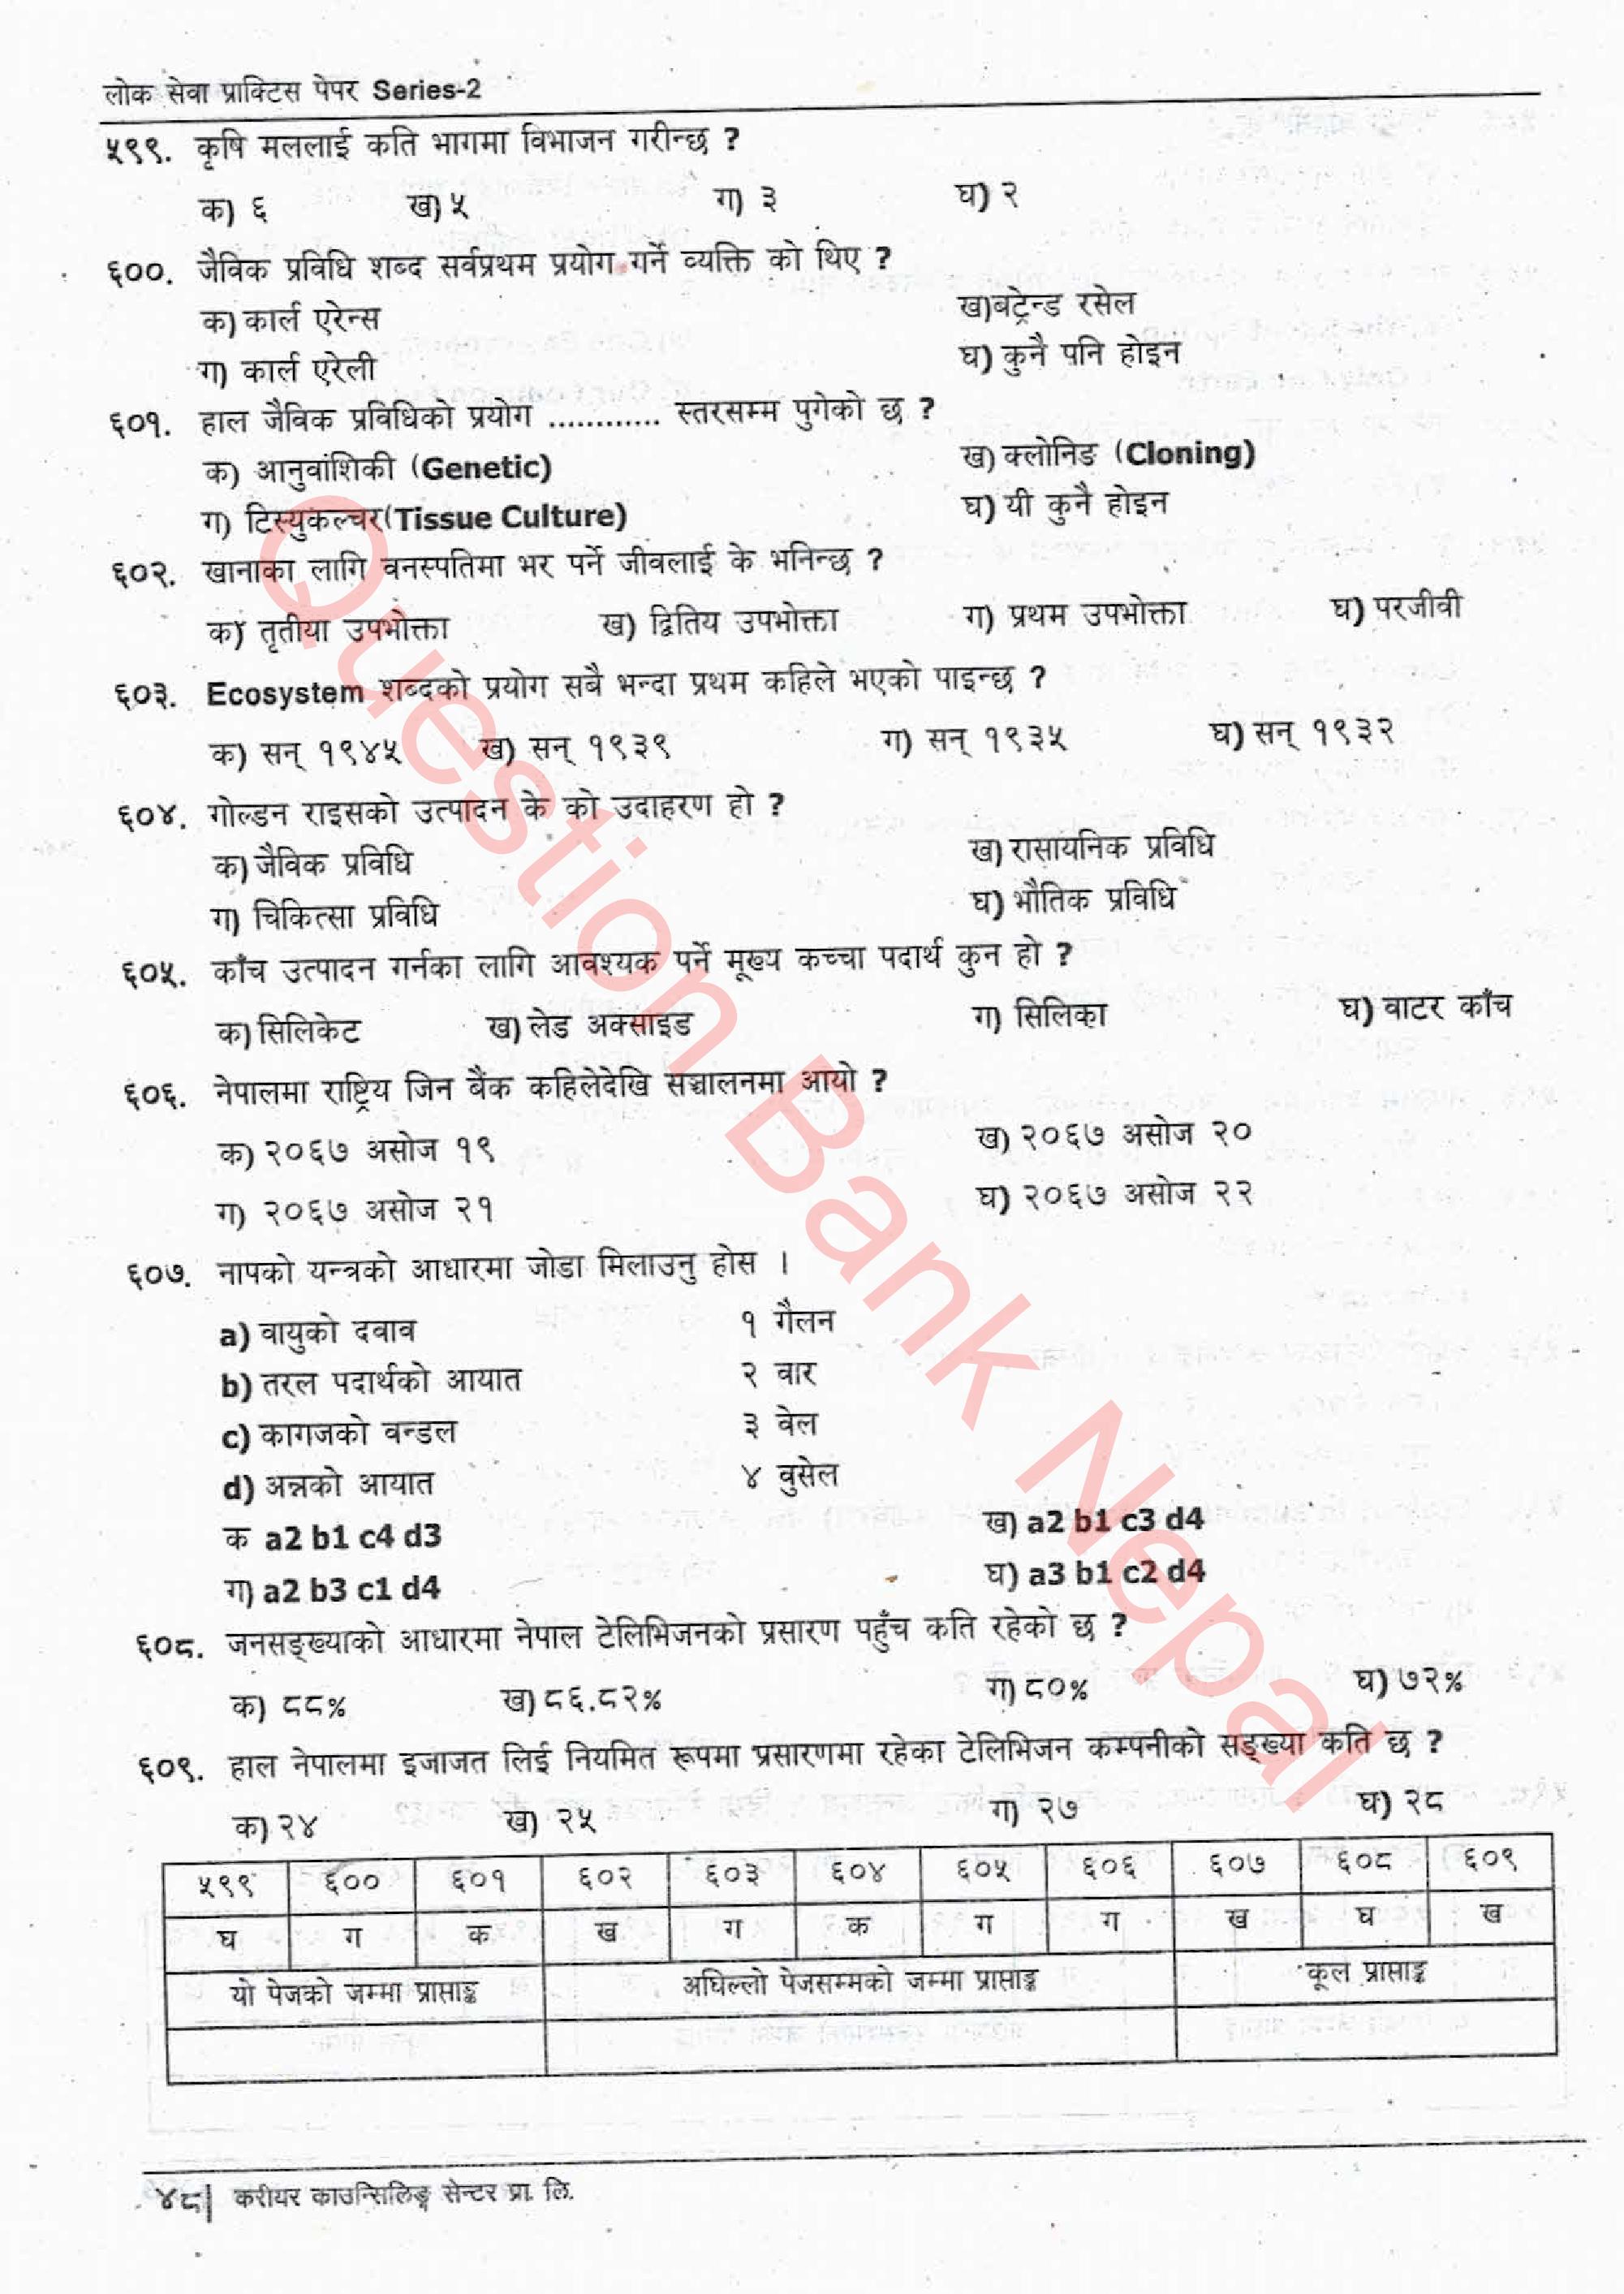 लोक सेवा प्राक्टिस पेपर Series-2
५९९. कृषि मललाई कति भागमा विभाजन गरीन्छ ?
क) ६ ख) ५ ग) ३ घ) २
६००. जैविक प्रविधि शब्द सर्वप्रथम प्रयोग गर्ने व्यक्ति को थिए ?
क) कार्ल एरेन्स ख)बट्रेन्ड रसेल
ग) कार्ल एरेली घ) कुनै पनि होइन
६०१. हाल जैविक प्रविधिको प्रयोग ............ स्तरसम्म पुगेको छ ?
क) आनुवांशिकी (Genetic) ख) क्लोनिङ (Cloning)
ग) टिस्युकल्चर(Tissue Culture) घ) यी कुनै होइन
६०२. खानाका लागि वनस्पतिमा भर पर्ने जीवलाई के भनिन्छ ?
क) तृतीया उपभोक्ता ख) द्वितिय उपभोक्ता ग) प्रथम उपभोक्ता घ) परजीवी
६०३. Ecosystem शब्दको प्रयोग सबै भन्दा प्रथम कहिले भएको पाइन्छ ?
क) सन् १९४५ ख) सन् १९३९ ग) सन् १९३५ घ) सन् १९३२
६०४. गोल्डन राइसको उत्पादन के को उदाहरण हो ?
क) जैविक प्रविधि ख) रासायनिक प्रविधि
ग) चिकित्सा प्रविधि घ) भौतिक प्रविधि
६०५. काँच उत्पादन गर्नका लागि आवश्यक पर्ने मूख्य कच्चा पदार्थ कुन हो ?
क) सिलिकेट ख) लेड अक्साइड ग) सिलिका घ) वाटर काँच
६०६. नेपालमा राष्ट्रिय जिन बैंक कहिलेदेखि सञ्चालनमा आयो ?
क) २०६७ असोज १९ ख) २०६७ असोज २०
ग) २०६७ असोज २१ घ) २०६७ असोज २२
६०७. नापको यन्त्रको आधारमा जोडा मिलाउनु होस ।
a) वायुको दवाव १ गैलन
b) तरल पदार्थको आयात २ वार
c) कागजको वन्डल ३ वेल
d) अन्नको आयात ४ वुसेल
क a2 b1 c4 d3 ख) a2 b1 c3 d4
ग) a2 b3 c1 d4 घ) a3 b1 c2 d4
६०८. जनसङ्ख्याको आधारमा नेपाल टेलिभिजनको प्रसारण पहुँच कति रहेको छ ?
क) ८८% ख) ८६.८२% ग) ८०% घ) ७२%
६०९. हाल नेपालमा इजाजत लिई नियमित रूपमा प्रसारणमा रहेका टेलिभिजन कम्पनीको सङ्ख्या कति छ ?
क) २४ ख) २५ ग) २७ घ) २८
५९९ ६०० ६०१ ६०२ ६०३ ६०४ ६०५ ६०६ ६०७ ६०८ ६०९
घ ग क ख ग क ग ग ख घ ख
यो पेजको जम्मा प्राप्ताङ्क अघिल्लो पेजसम्मको जम्मा प्राप्ताङ्क कूल प्राप्ताङ्क
४८| करीयर काउन्सिलिङ्ग सेन्टर प्रा. लि.
Question Bank Nepal